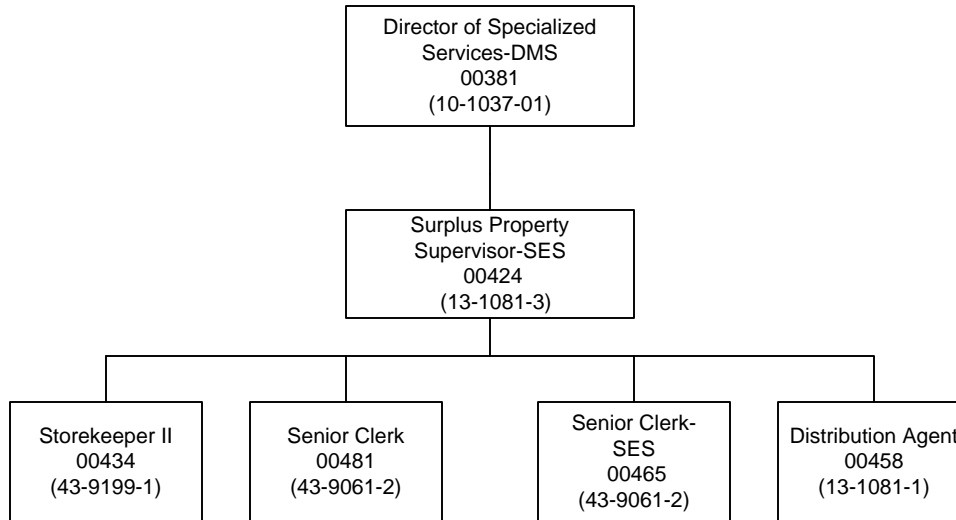 Director of Specialized
Services-DMS
00381
(10-1037-01)
Surplus Property
Supervisor-SES
00424
(13-1081-3)
Storekeeper II
00434
(43-9199-1)
Senior Clerk
00481
(43-9061-2)
Senior Clerk-
SES
00465
(43-9061-2)
Distribution Agent
00458
(13-1081-1)